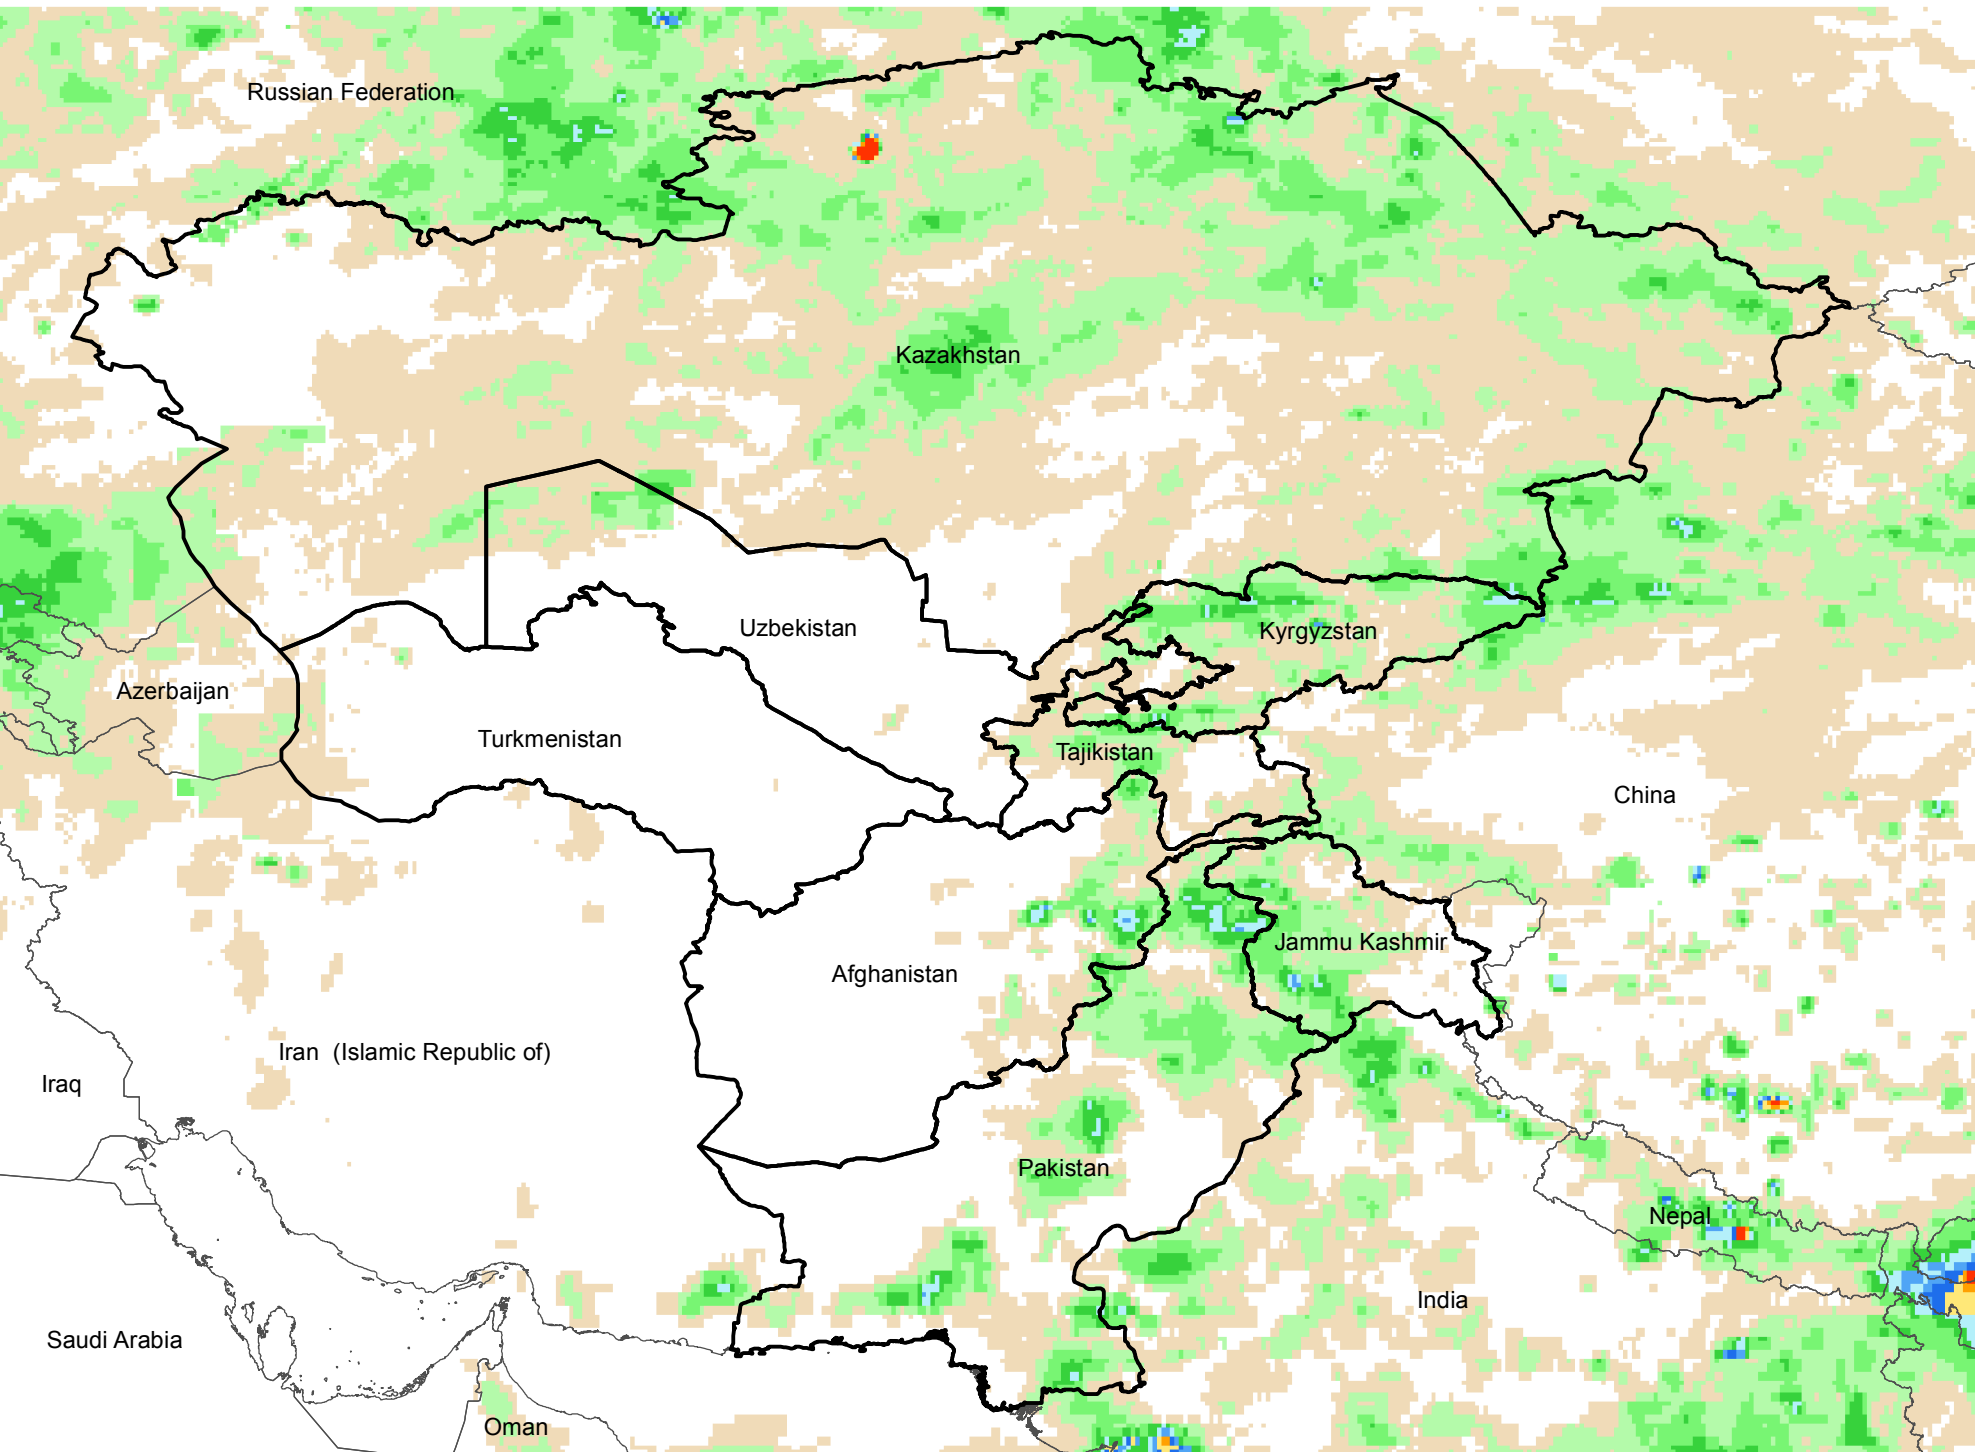 Russian Federation
Kazakhstan
Uzbekistan
Kyrgyzstan
Azerbaijan
Turkmenistan
Tajikistan
China
Jammu Kashmir
Afghanistan
Iran  (Islamic Republic of)
Iraq
Pakistan
Nepal
India
Saudi Arabia
Oman